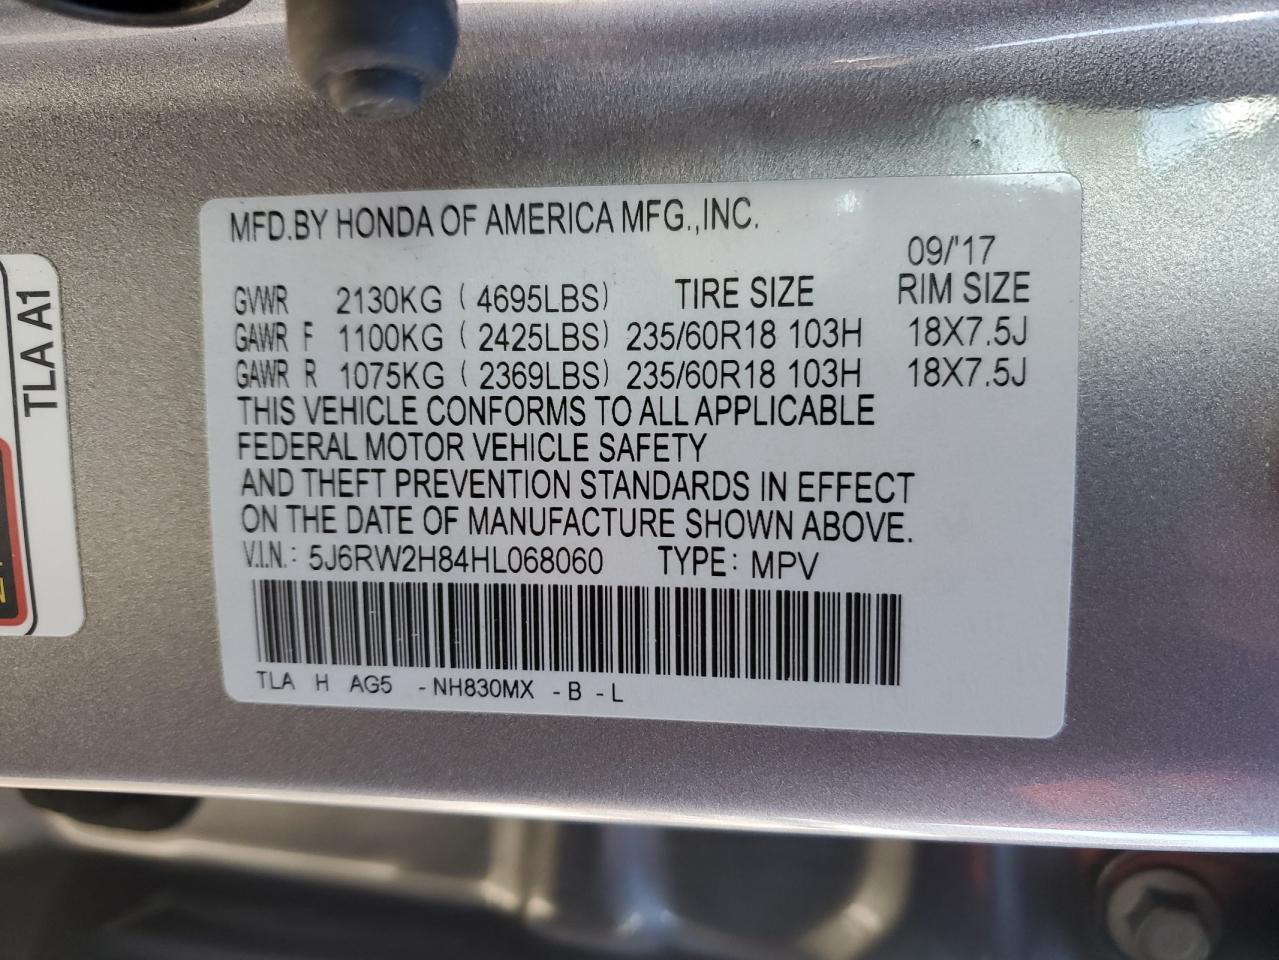 MFD.BY HONDA OF AMERICA MFG.,INC.
09/'17
GVWR 2130KG ( 4695LBS) TIRE SIZE RIM SIZE
GAWR F 1100KG ( 2425LBS) 235/60R18 103H 18X7.5J
GAWR R 1075KG ( 2369LBS) 235/60R18 103H 18X7.5J
THIS VEHICLE CONFORMS TO ALL APPLICABLE
FEDERAL MOTOR VEHICLE SAFETY
AND THEFT PREVENTION STANDARDS IN EFFECT
ON THE DATE OF MANUFACTURE SHOWN ABOVE.
V.I.N.: 5J6RW2H84HL068060 TYPE: MPV
TLA H AG5 -NH830MX -B -L
TLA A1